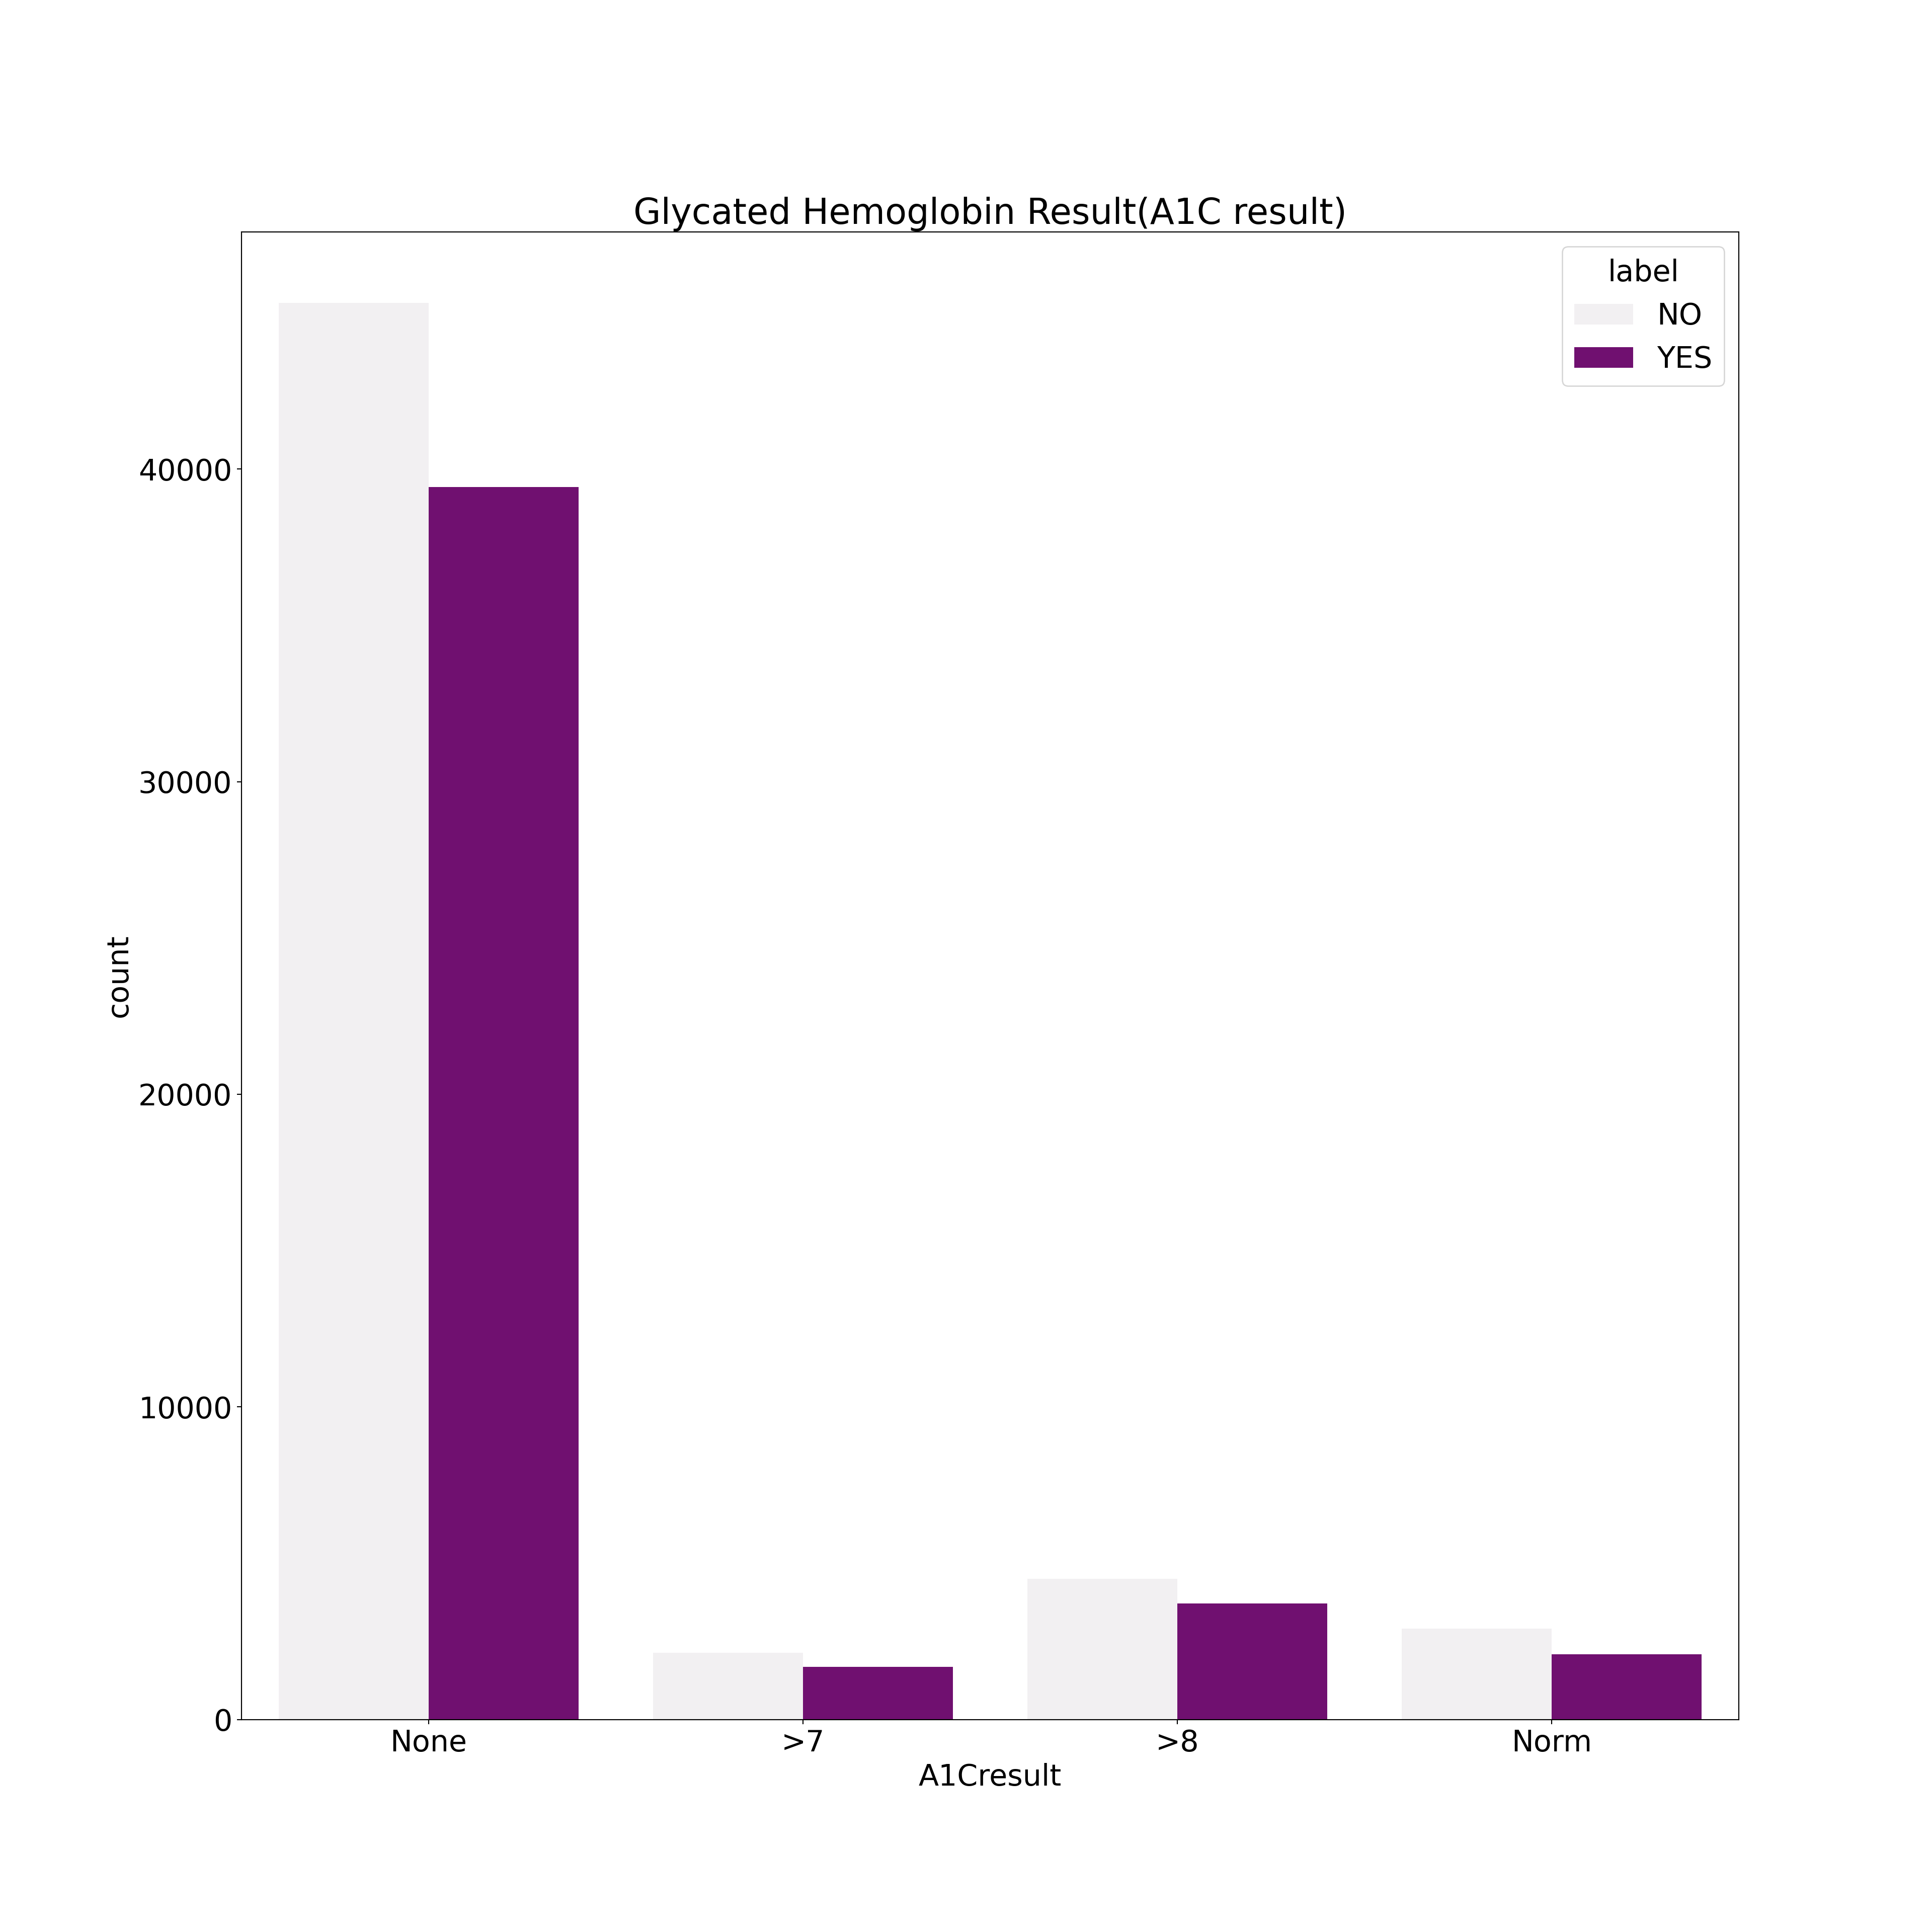 Glycated Hemoglobin Result(A1C result)
label
NO
YES
40000
30000
20000
10000
0
count
None
>7
>8
Norm
A1Cresult